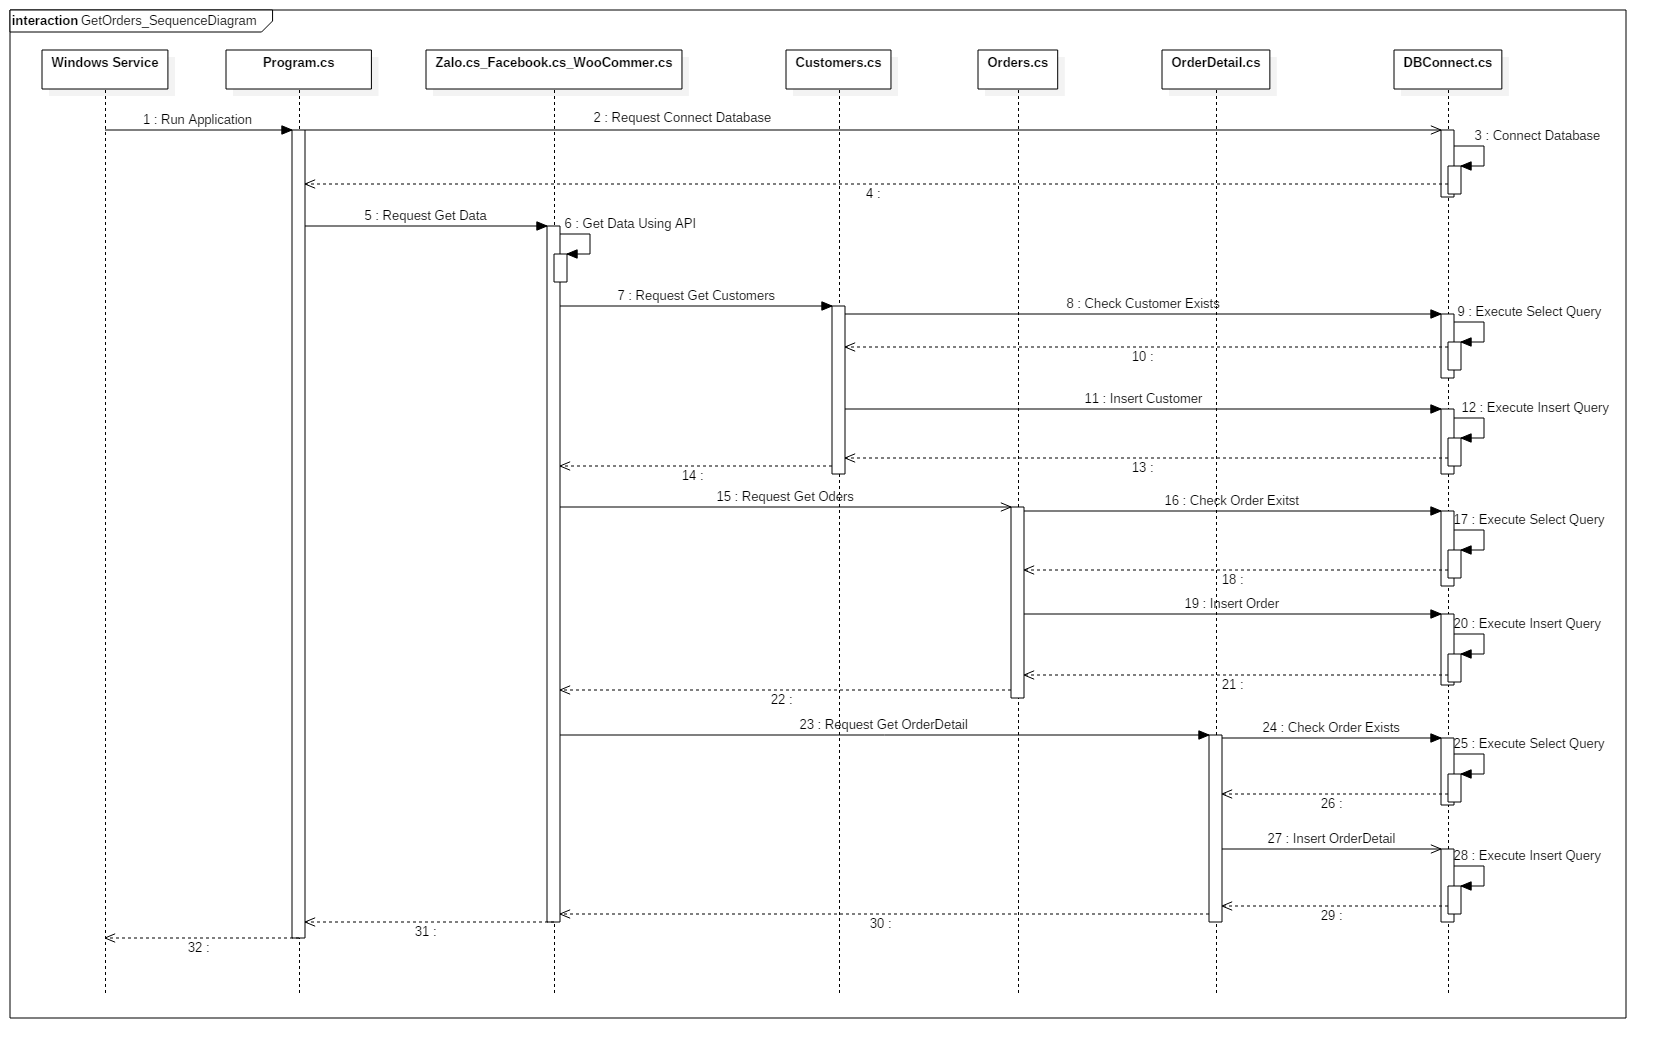 interaction GetOrders_SequenceDiagram
Windows Service
Program.cs
Zalo.cs_Facebook.cs_WooCommer.cs
Customers.cs
Orders.cs
OrderDetail.cs
DBConnect.cs
1 : Run Application
2 : Request Connect Database
3 : Connect Database
4 :
5 : Request Get Data
6 : Get Data Using API
7 : Request Get Customers
8 : Check Customer Exists
9 : Execute Select Query
10 :
11 : Insert Customer
12 : Execute Insert Query
13 :
14 :
15 : Request Get Oders
16 : Check Order Exitst
17 : Execute Select Query
18 :
19 : Insert Order
20 : Execute Insert Query
21 :
22 :
23 : Request Get OrderDetail
24 : Check Order Exists
25 : Execute Select Query
26 :
27 : Insert OrderDetail
28 : Execute Insert Query
29 :
30 :
31 :
32 :